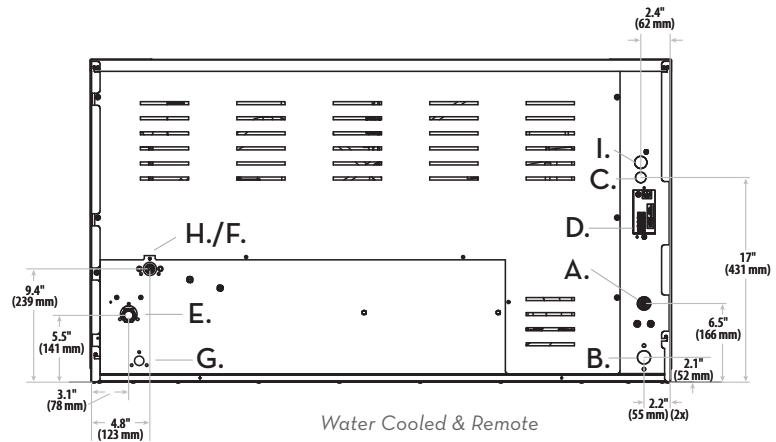 2.4"
(62 mm)
I.
C.
D.
H./F.
17"
(431 mm)
9.4"
(239 mm)
A.
E.
6.5"
(166 mm)
5.5"
(141 mm)
G.
B.
2.1"
(52 mm)
3.1"
(78 mm)
2.2"
(55 mm) (2x)
4.8"
(123 mm)
Water Cooled & Remote